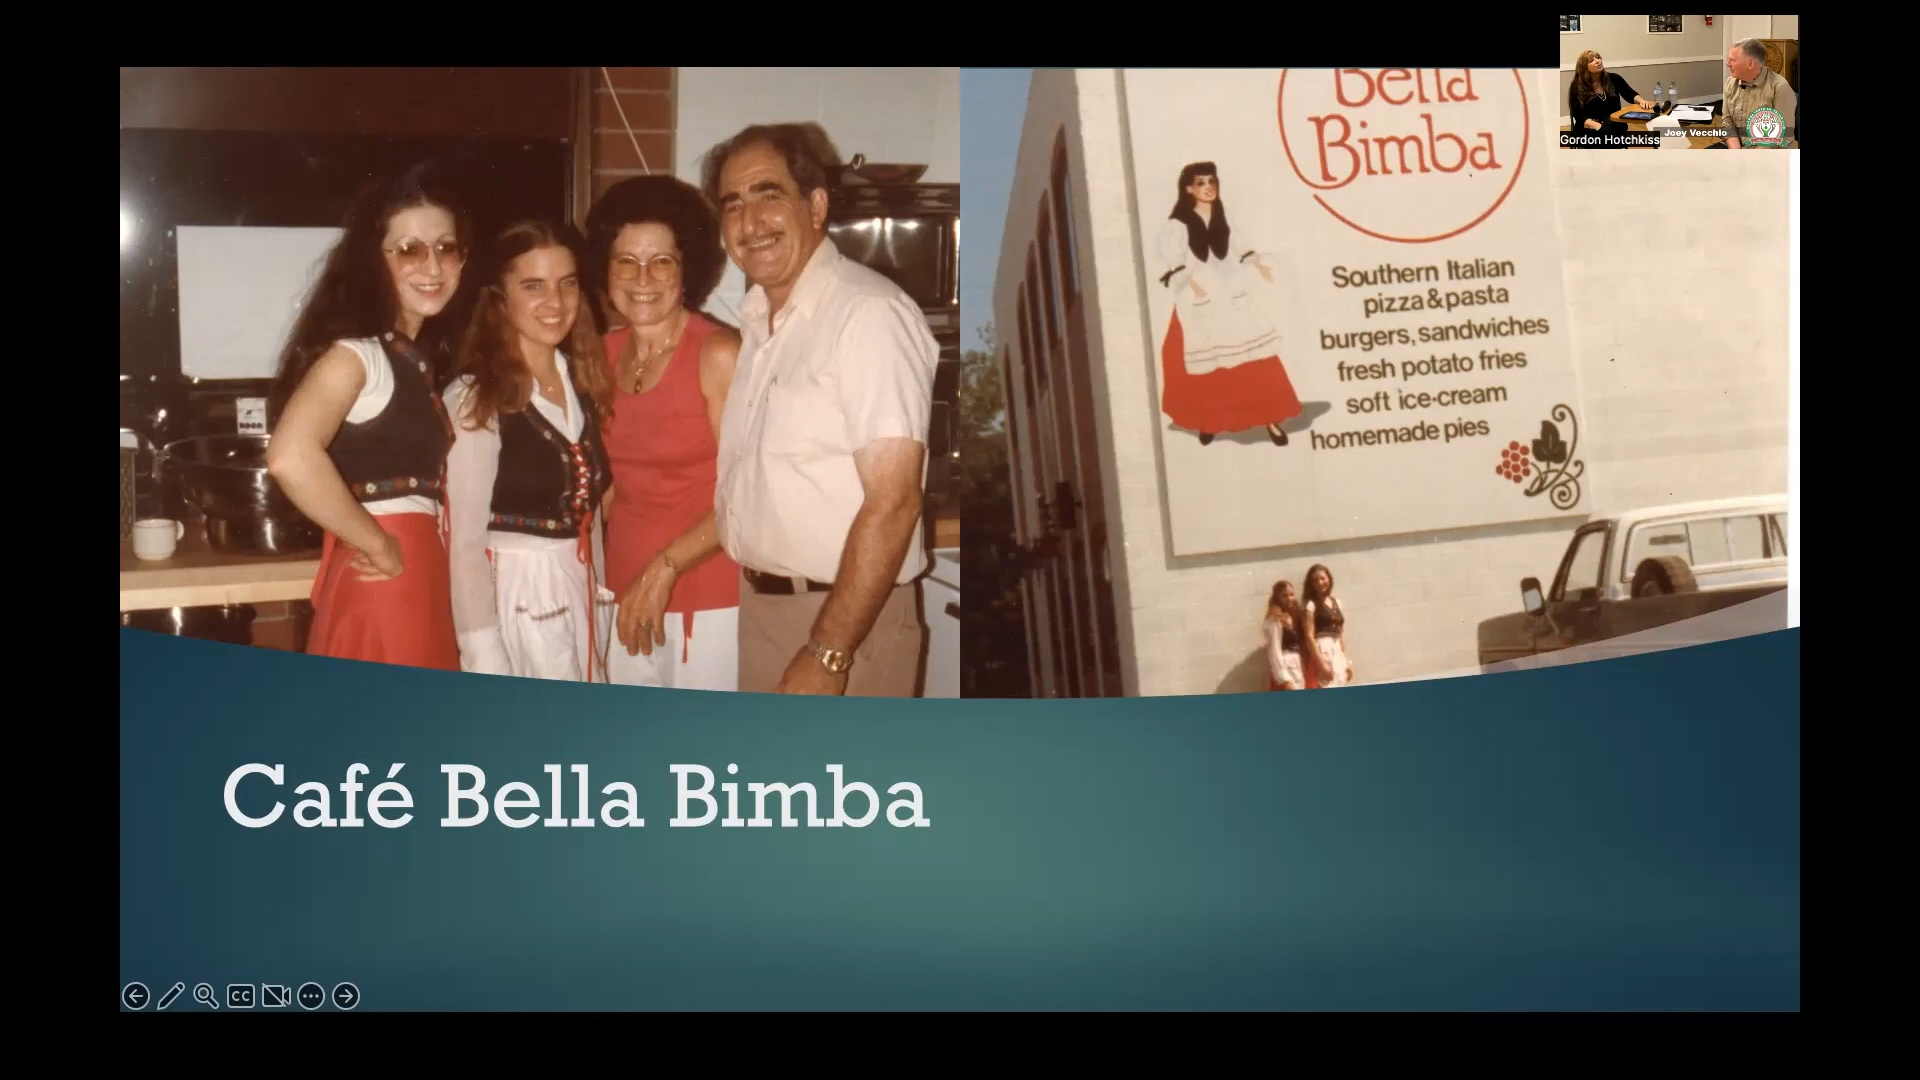 Bella
Bimba
Southern Italian
pizza & pasta
burgers, sandwiches
fresh potato fries
soft ice-cream
homemade pies
Gordon Hotchkiss
Joey Vecchio
Café Bella Bimba
CC